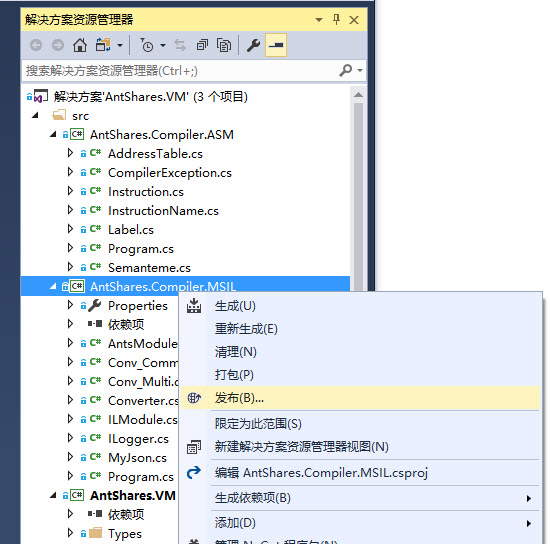 解决方案资源管理器
搜索解决方案资源管理器(Ctrl+;)
解决方案'AntShares.VM' (3 个项目)
src
AntShares.Compiler.ASM
AddressTable.cs
CompilerException.cs
Instruction.cs
InstructionName.cs
Label.cs
Program.cs
Semanteme.cs
AntShares.Compiler.MSIL
Properties
依赖项
AntsModule
Conv_Comm
Conv_Multi.c
Converter.cs
ILModule.cs
ILogger.cs
MyJson.cs
Program.cs
AntShares.VM
依赖项
Types
生成(U)
重新生成(E)
清理(N)
打包(P)
发布(B)...
限定为此范围(S)
新建解决方案资源管理器视图(N)
编辑 AntShares.Compiler.MSIL.csproj
生成依赖项(B)
添加(D)
管理 NuGet 程序包(N)...